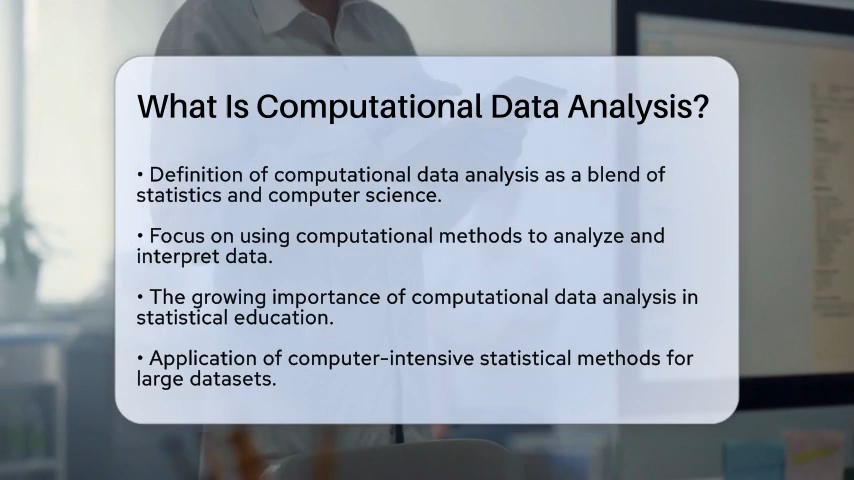 What Is Computational Data Analysis?
• Definition of computational data analysis as a blend of
statistics and computer science.
• Focus on using computational methods to analyze and
interpret data.
• The growing importance of computational data analysis in
statistical education.
• Application of computer-intensive statistical methods for
large datasets.